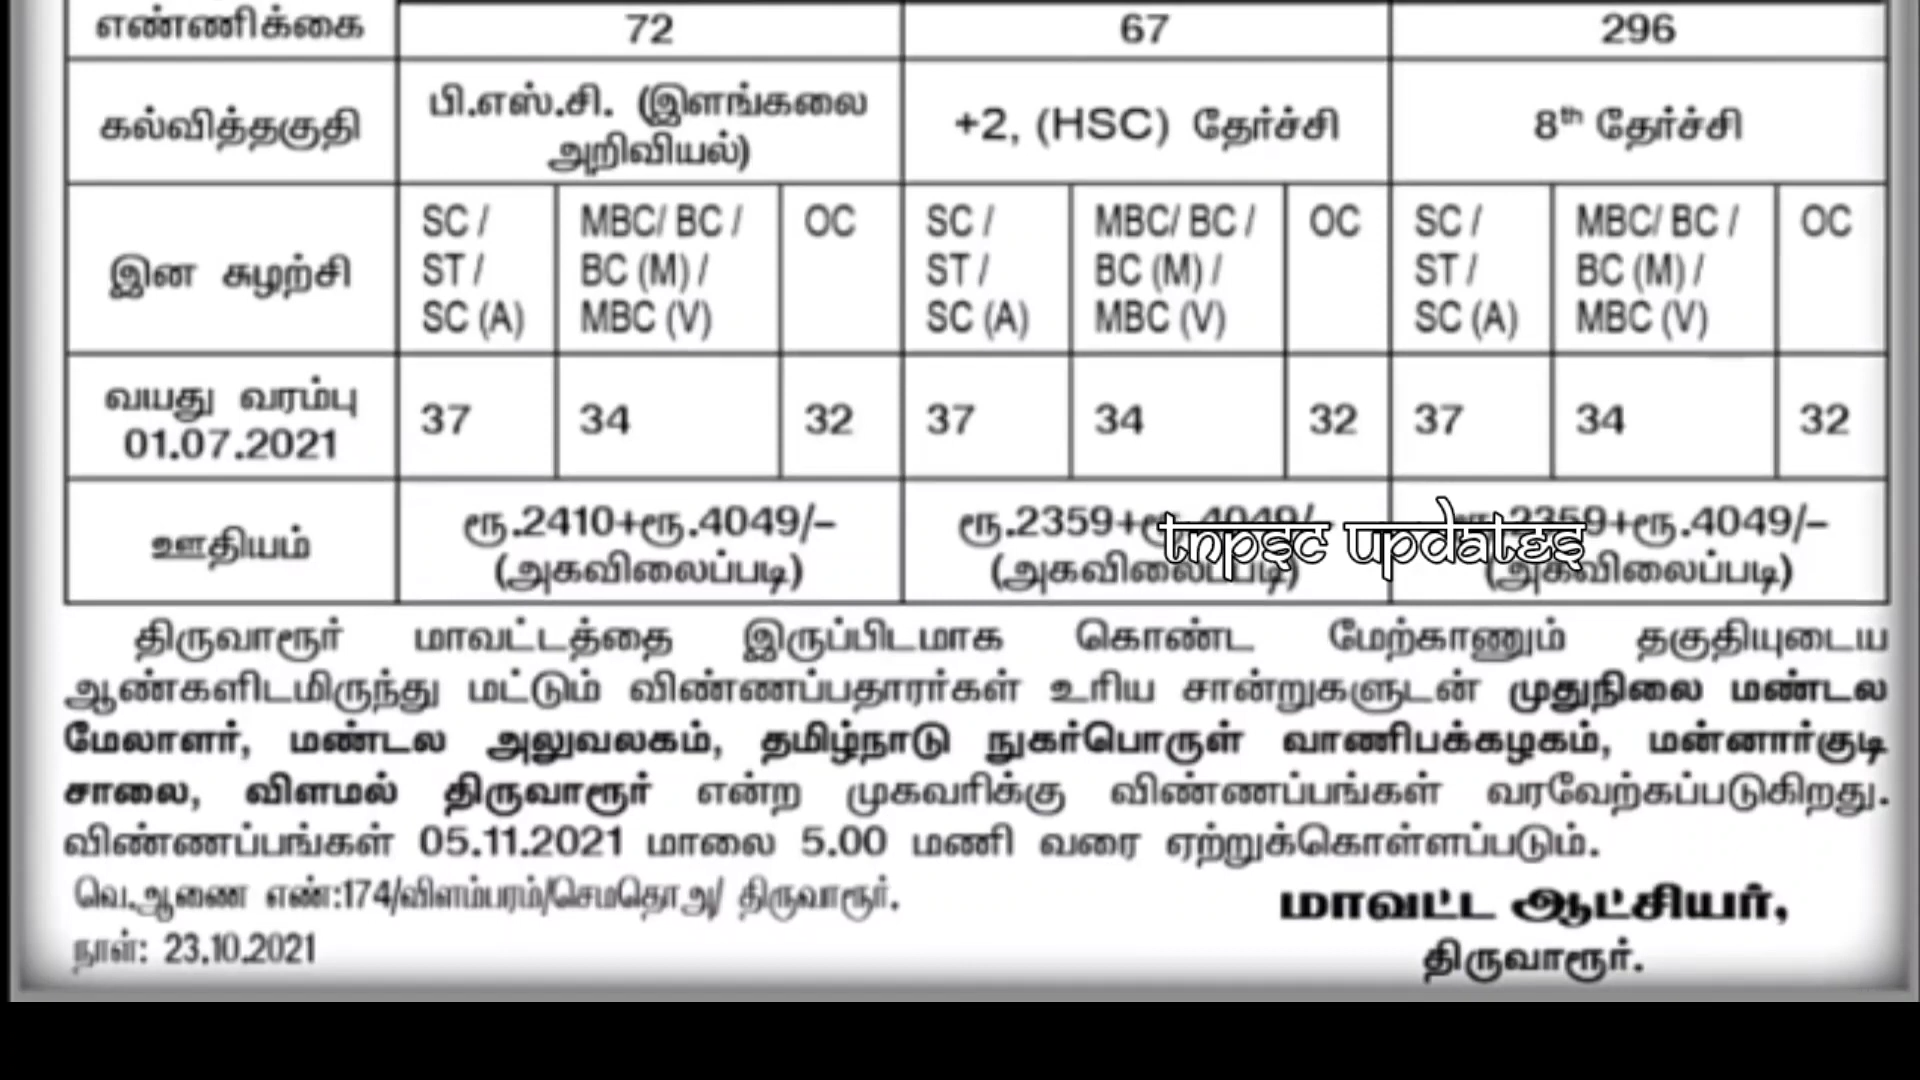 எண்ணிக்கை 72 67 296
கல்வித்தகுதி பி.எஸ்.சி. (இளங்கலை அறிவியல்) +2, (HSC) தேர்ச்சி 8th தேர்ச்சி
இன சுழற்சி SC / ST / SC (A) MBC/ BC / BC (M) / MBC (V) OC SC / ST / SC (A) MBC/ BC / BC (M) / MBC (V) OC SC / ST / SC (A) MBC/ BC / BC (M) / MBC (V) OC
வயது வரம்பு 01.07.2021 37 34 32 37 34 32 37 34 32
ஊதியம் ரூ.2410+ரூ.4049/– (அகவிலைப்படி) ரூ.2359+ரூ.4049/– (அகவிலைப்படி) ரூ.2359+ரூ.4049/– (அகவிலைப்படி)
tnpsc updates
திருவாரூர் மாவட்டத்தை இருப்பிடமாக கொண்ட மேற்காணும் தகுதியுடைய
ஆண்களிடமிருந்து மட்டும் விண்ணப்பதாரர்கள் உரிய சான்றுகளுடன் முதுநிலை மண்டல
மேலாளர், மண்டல அலுவலகம், தமிழ்நாடு நுகர்பொருள் வாணிபக்கழகம், மன்னார்குடி
சாலை, விளமல் திருவாரூர் என்ற முகவரிக்கு விண்ணப்பங்கள் வரவேற்கப்படுகிறது.
விண்ணப்பங்கள் 05.11.2021 மாலை 5.00 மணி வரை ஏற்றுக்கொள்ளப்படும்.
வெ.ஆணை எண்:174/விளம்பரம்/செமதொஅ/ திருவாரூர்.
நாள்: 23.10.2021
மாவட்ட ஆட்சியர்,
திருவாரூர்.